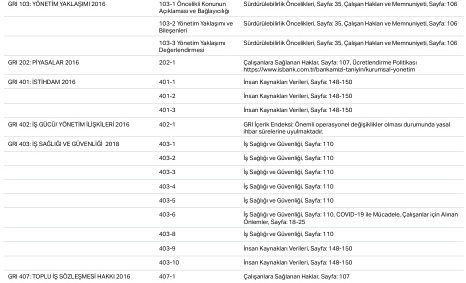 GRI 103: YÖNETİM YAKLAŞIMI 2016 103-1 Öncelikli Konunun Sürdürülebilirlik Öncelikleri, Sayfa: 35, Çalışan Hakları ve Memnuniyeti, Sayfa: 106
Açıklaması ve Bağlayıcılığı
103-2 Yönetim Yaklaşımı ve Sürdürülebilirlik Öncelikleri, Sayfa: 35, Çalışan Hakları ve Memnuniyeti, Sayfa: 106
Bileşenleri
103-3 Yönetim Yaklaşımı Sürdürülebilirlik Öncelikleri, Sayfa: 35, Çalışan Hakları ve Memnuniyeti, Sayfa: 106
Değerlendirmesi
GRI 202: PİYASALAR 2016 202-1 Çalışanlara Sağlanan Haklar, Sayfa: 107, Ücretlendirme Politikası
https://www.isbank.com.tr/bankamizi-taniyin/kurumsal-yonetim
GRI 401: İSTİHDAM 2016 401-1 İnsan Kaynakları Verileri, Sayfa: 148-150
401-2 İnsan Kaynakları Verileri, Sayfa: 148-150
401-3 İnsan Kaynakları Verileri, Sayfa: 148-150
GRI 402: İŞ GÜCÜ/ YÖNETİM İLİŞKİLERİ 2016 402-1 GRI İçerik Endeksi: Önemli operasyonel değişiklikler olması durumunda yasal
ihbar sürelerine uyulmaktadır.
GRI 403: İŞ SAĞLIĞI VE GÜVENLİĞİ 2018 403-1 İş Sağlığı ve Güvenliği, Sayfa: 110
403-2 İş Sağlığı ve Güvenliği, Sayfa: 110
403-3 İş Sağlığı ve Güvenliği, Sayfa: 110
403-4 İş Sağlığı ve Güvenliği, Sayfa: 110
403-5 İş Sağlığı ve Güvenliği, Sayfa: 110
403-6 İş Sağlığı ve Güvenliği, Sayfa: 110, COVID-19 ile Mücadele, Çalışanlar için Alınan
Önlemler, Sayfa: 18-25
403-8 İş Sağlığı ve Güvenliği, Sayfa: 110
403-9 İnsan Kaynakları Verileri, Sayfa: 148-150
403-10 İnsan Kaynakları Verileri, Sayfa: 148-150
GRI 407: TOPLU İŞ SÖZLEŞMESİ HAKKI 2016 407-1 Çalışanlara Sağlanan Haklar, Sayfa: 107